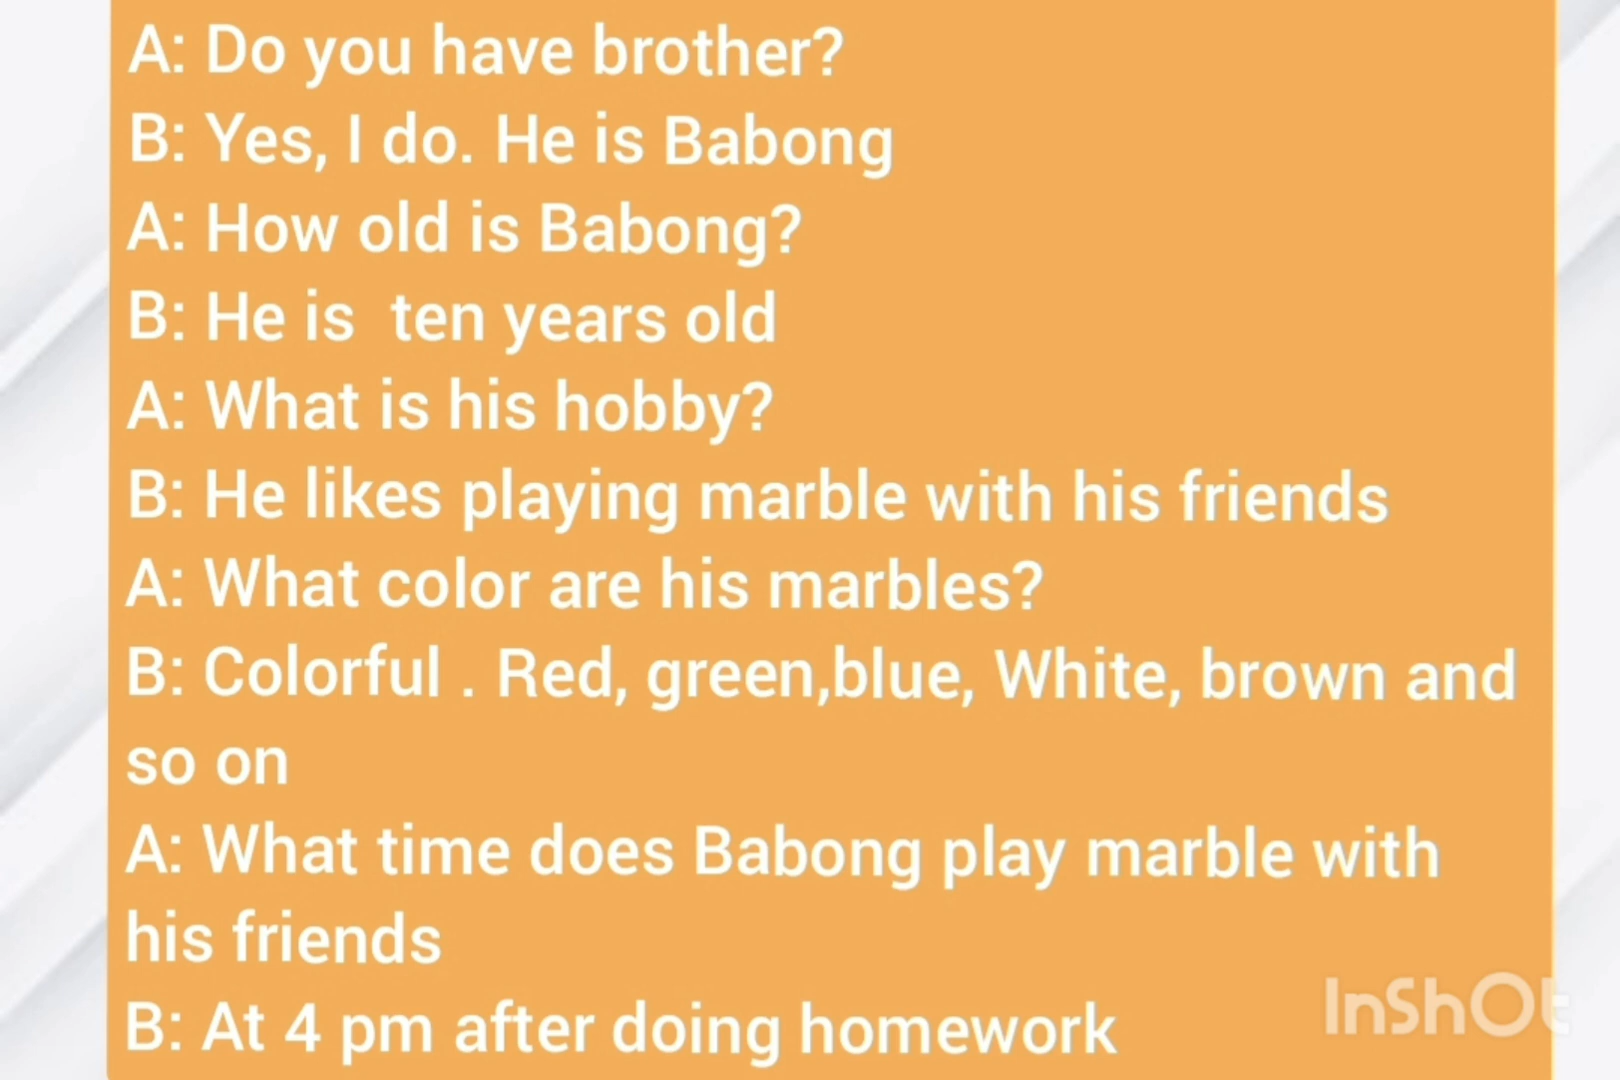 A: Do you have brother?
B: Yes, I do. He is Babong
A: How old is Babong?
B: He is  ten years old
A: What is his hobby?
B: He likes playing marble with his friends
A: What color are his marbles?
B: Colorful . Red, green,blue, White, brown and
so on
A: What time does Babong play marble with
his friends
B: At 4 pm after doing homework
InShOt